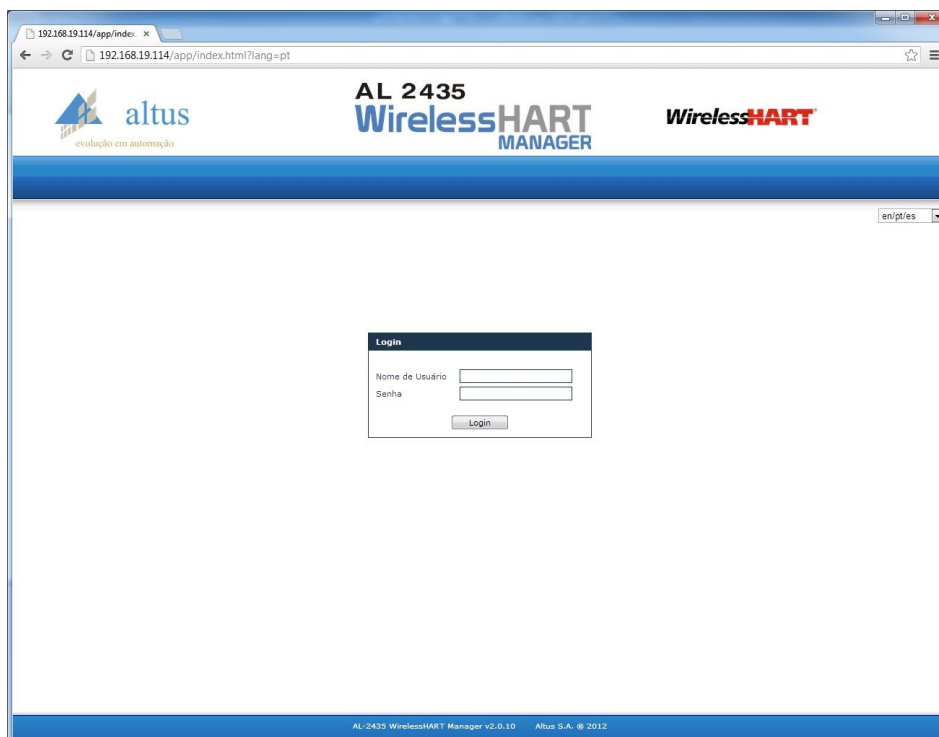 192.168.19.114/app/index
192.168.19.114/app/index.html?lang=pt
altus
evolução em automação
AL 2435
WirelessHART
MANAGER
WirelessHART®
en/pt/es
Login
Nome de Usuário
Senha
Login
AL-2435 WirelessHART Manager v2.0.10 Altus S.A. @ 2012